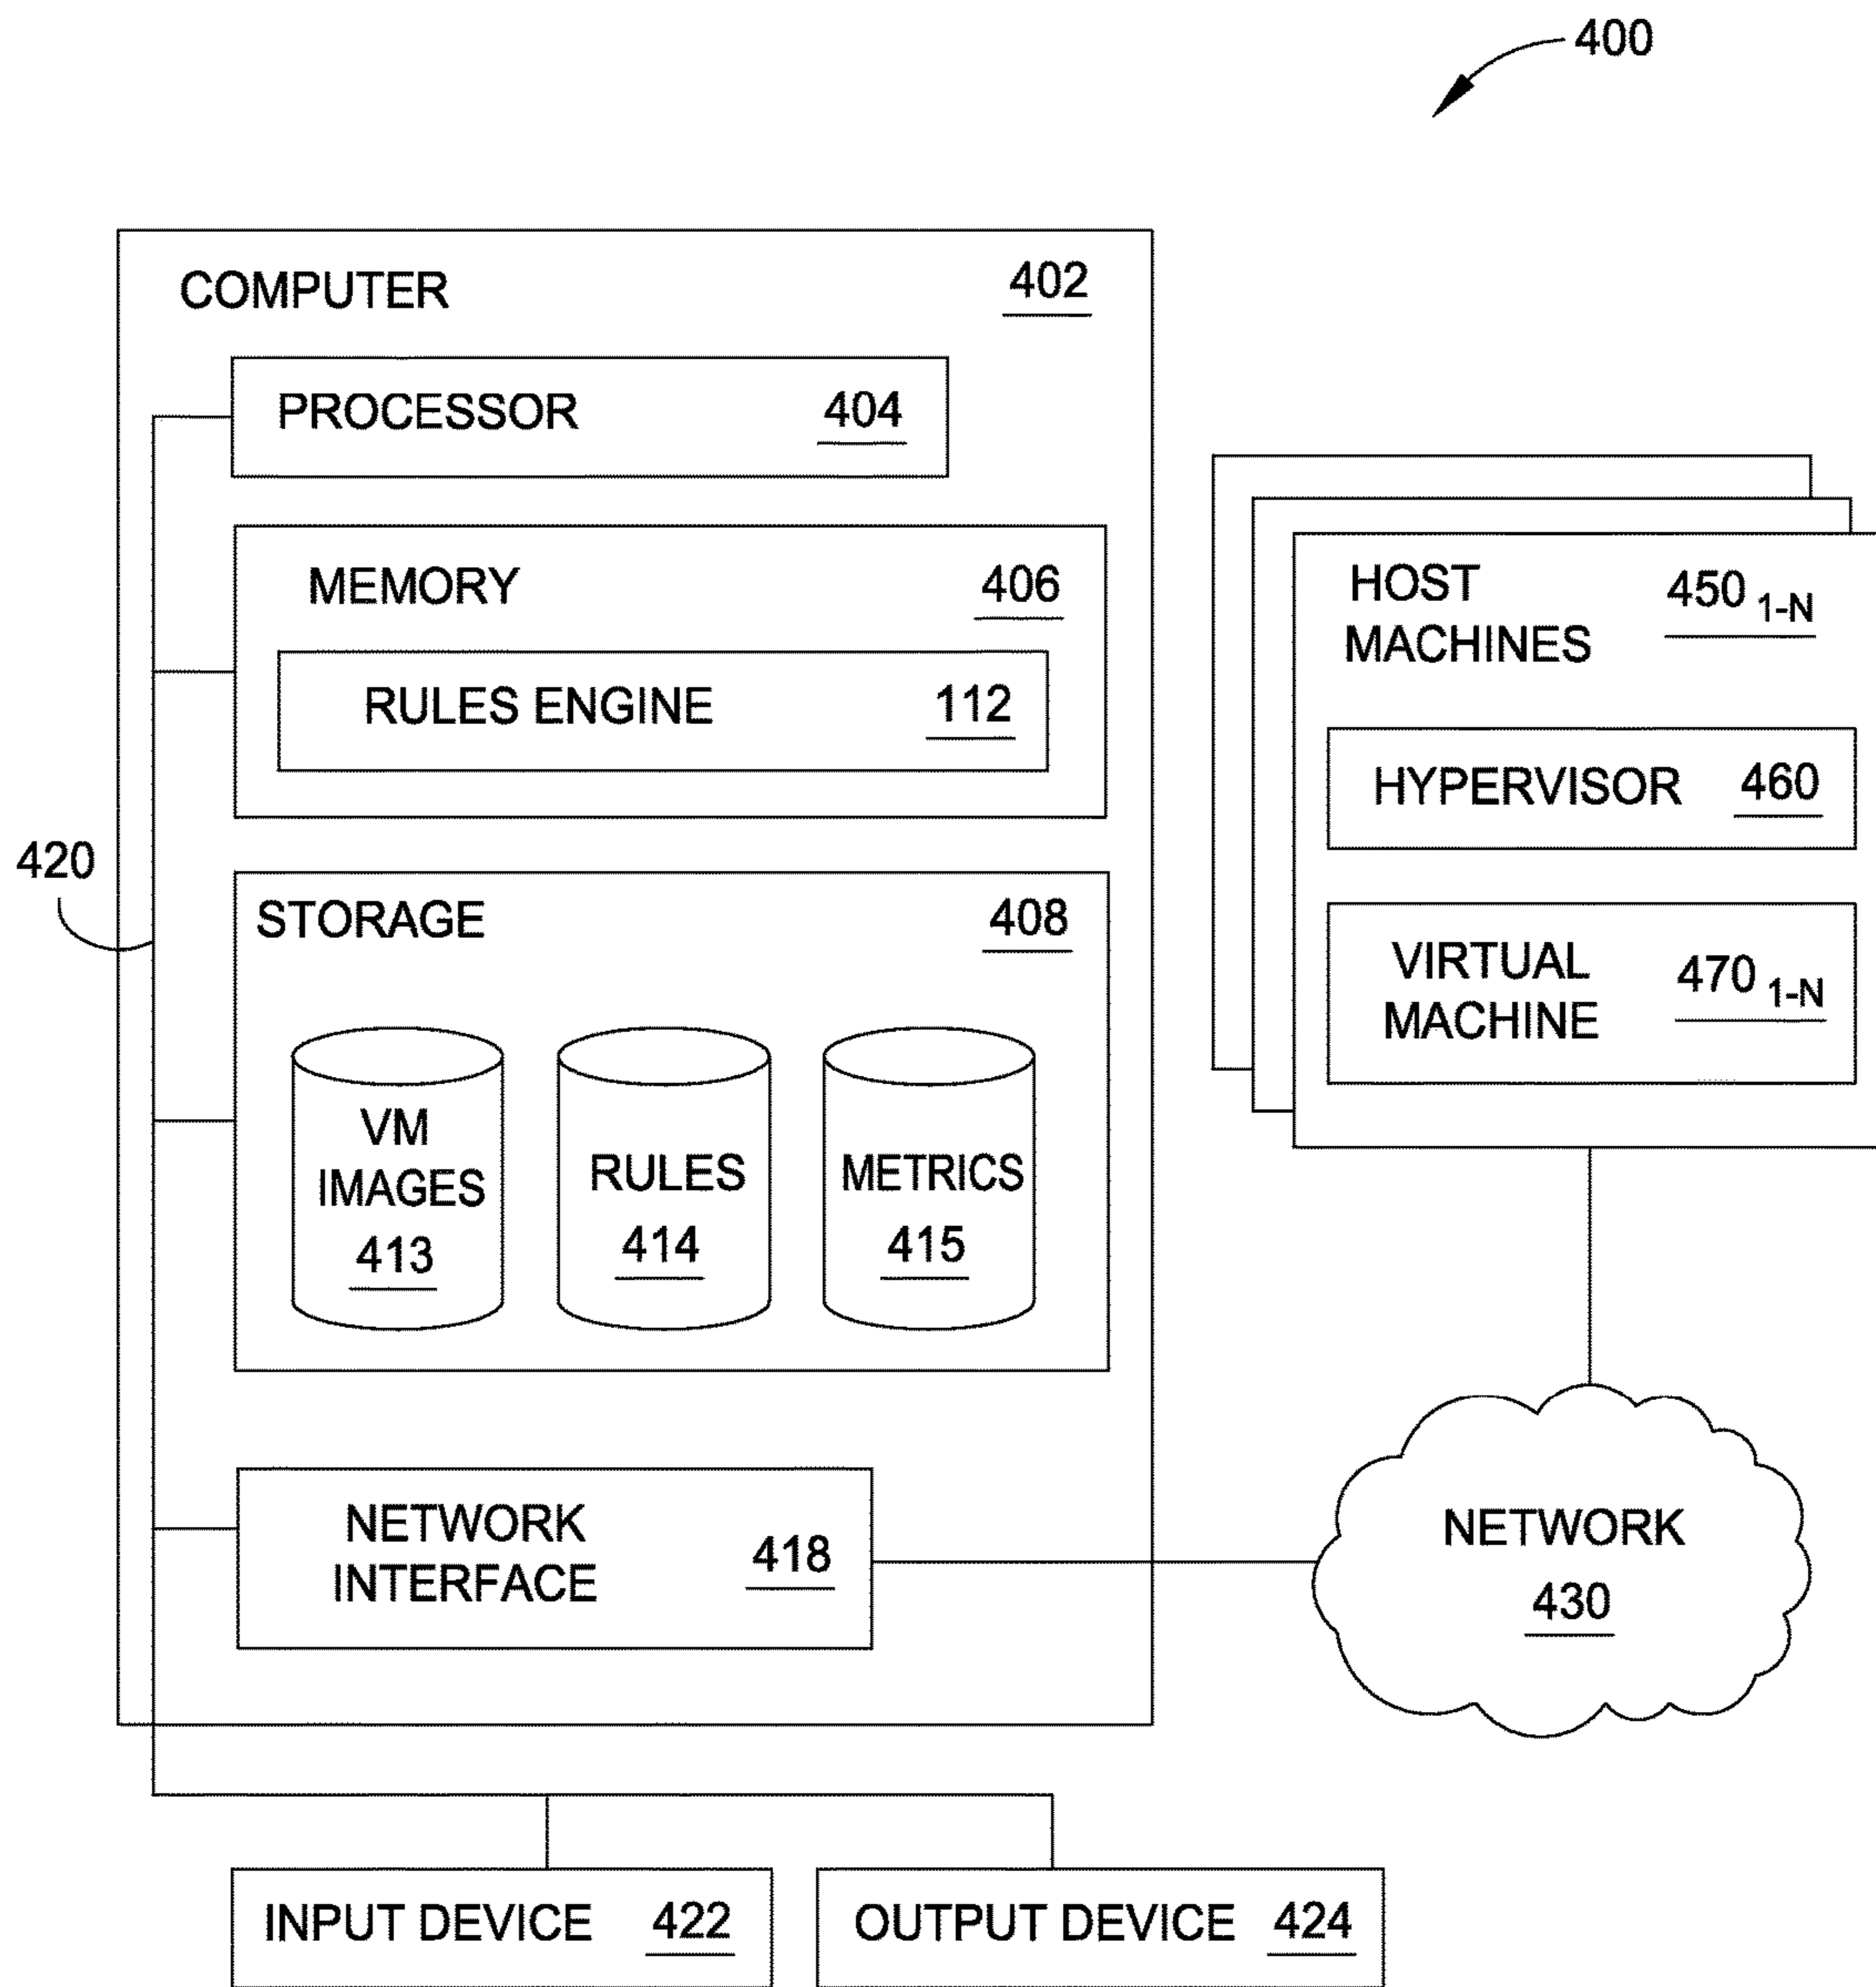 400
COMPUTER 402
PROCESSOR 404
MEMORY 406
RULES ENGINE 112
420
STORAGE 408
VM
IMAGES
413
RULES
414
METRICS
415
NETWORK
INTERFACE 418
HOST
MACHINES 450 1-N
HYPERVISOR 460
VIRTUAL
MACHINE 470 1-N
NETWORK
430
INPUT DEVICE 422
OUTPUT DEVICE 424